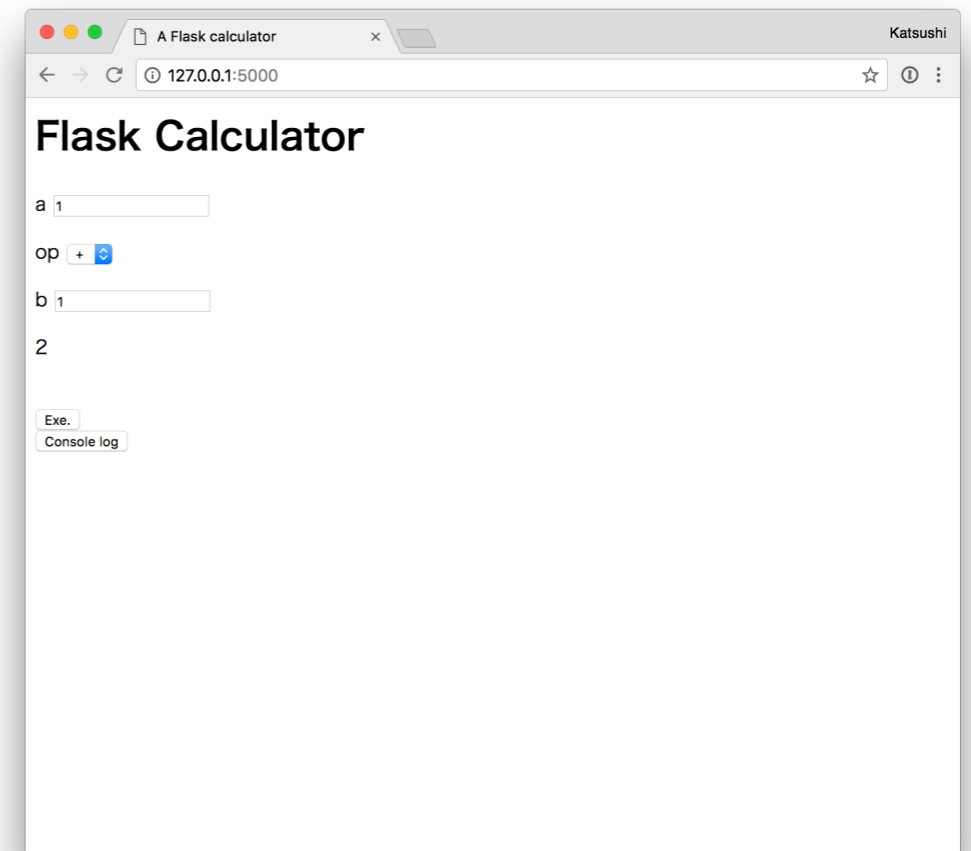 A Flask calculator
Katsushi
127.0.0.1:5000
Flask Calculator
a 1
op +
b 1
2
Exe.
Console log